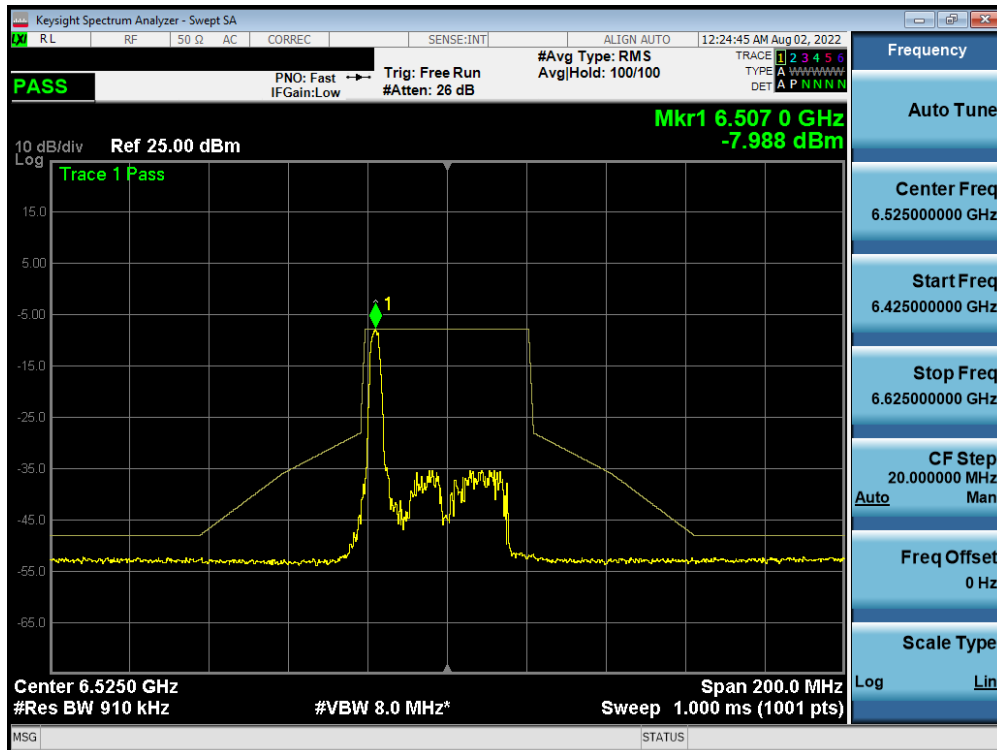 Keysight Spectrum Analyzer - Swept SA
LXI RL RF 50 Ω AC CORREC SENSE:INT ALIGN AUTO 12:24:45 AM Aug 02, 2022
PASS
PNO: Fast
IFGain:Low
Trig: Free Run
#Atten: 26 dB
#Avg Type: RMS
Avg|Hold: 100/100
TRACE 1 2 3 4 5 6
TYPE A WWWWW
DET A P N N N N
Mkr1 6.507 0 GHz
-7.988 dBm
10 dB/div Ref 25.00 dBm
Log
Trace 1 Pass
1
15.0
5.00
-5.00
-15.0
-25.0
-35.0
-45.0
-55.0
-65.0
Center 6.5250 GHz Span 200.0 MHz
#Res BW 910 kHz #VBW 8.0 MHz* Sweep 1.000 ms (1001 pts)
MSG STATUS
Frequency
Auto Tune
Center Freq
6.525000000 GHz
Start Freq
6.425000000 GHz
Stop Freq
6.625000000 GHz
CF Step
20.000000 MHz
Auto Man
Freq Offset
0 Hz
Scale Type
Log Lin